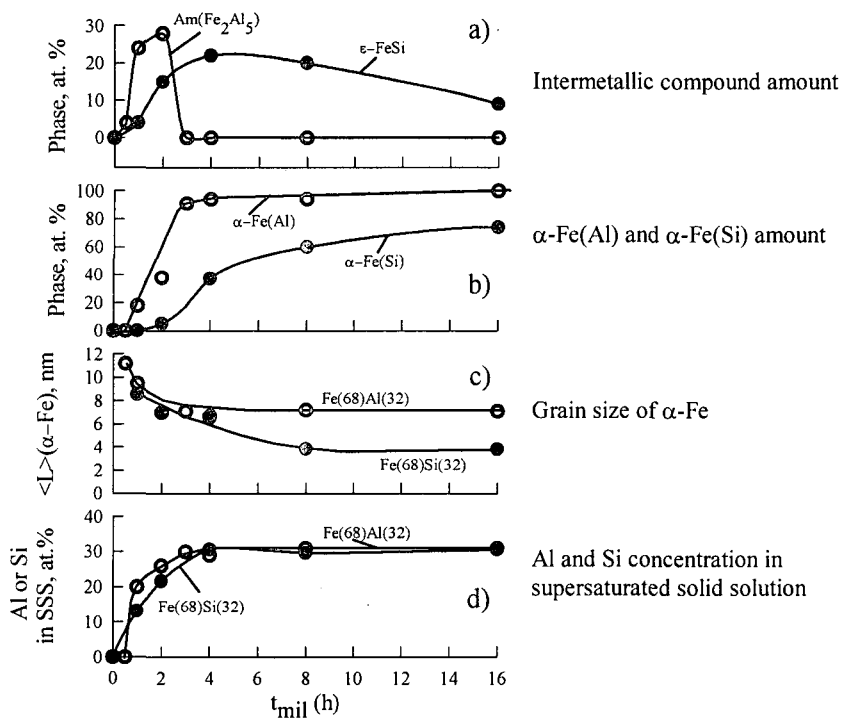 Am(Fe2Al5)
a)
ε–FeSi
30
20
10
0
Phase, at. %
Intermetallic compound amount
100
80
60
40
20
0
Phase, at. %
α–Fe(Al)
α–Fe(Si)
b)
α-Fe(Al) and α-Fe(Si) amount
12
10
8
6
4
2
0
<L>(α–Fe), nm
c)
Fe(68)Al(32)
Fe(68)Si(32)
Grain size of α-Fe
40
30
20
10
0
Al or Si
in SSS, at.%
Fe(68)Al(32)
Fe(68)Si(32)
d)
Al and Si concentration in
supersaturated solid solution
0 2 4 6 8 10 12 14 16
tmil (h)